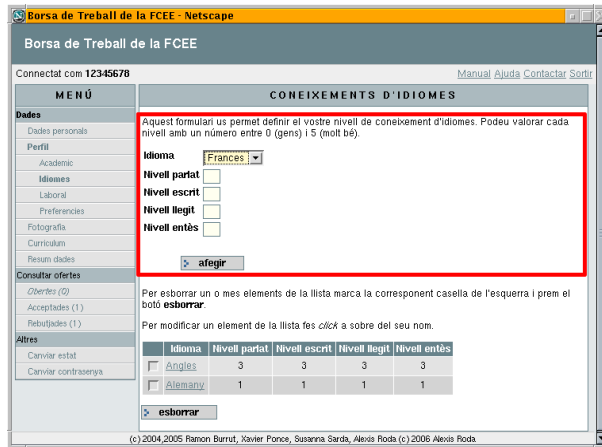 Borsa de Treball de la FCEE - Netscape
Borsa de Treball de la FCEE
Connectat com 12345678
Manual Ajuda Contactar Sortir
MENÚ
Dades
Dades personals
Perfil
Academic
Idiomes
Laboral
Preferencies
Fotografia
Curriculum
Resum dades
Consultar ofertes
Obertes (0)
Acceptades (1)
Rebutjades (1)
Altres
Canviar estat
Canviar contrasenya
CONEIXEMENTS D'IDIOMES
Aquest formulari us permet definir el vostre nivell de coneixement d'idiomes. Podeu valorar cada
nivell amb un número entre 0 (gens) i 5 (molt bé).
Idioma Frances
Nivell parlat
Nivell escrit
Nivell llegit
Nivell entès
afegir
Per esborrar un o mes elements de la llista marca la corresponent casella de l'esquerra i prem el
botó esborrar.
Per modificar un element de la llista fes click a sobre del seu nom.
Idioma Nivell parlat Nivell escrit Nivell llegit Nivell entès
Angles 3 3 3 3
Alemany 1 1 1 1
esborrar
(c) 2004,2005 Ramon Burrut, Xavier Ponce, Susanna Sarda, Alexis Roda (c) 2006 Alexis Roda